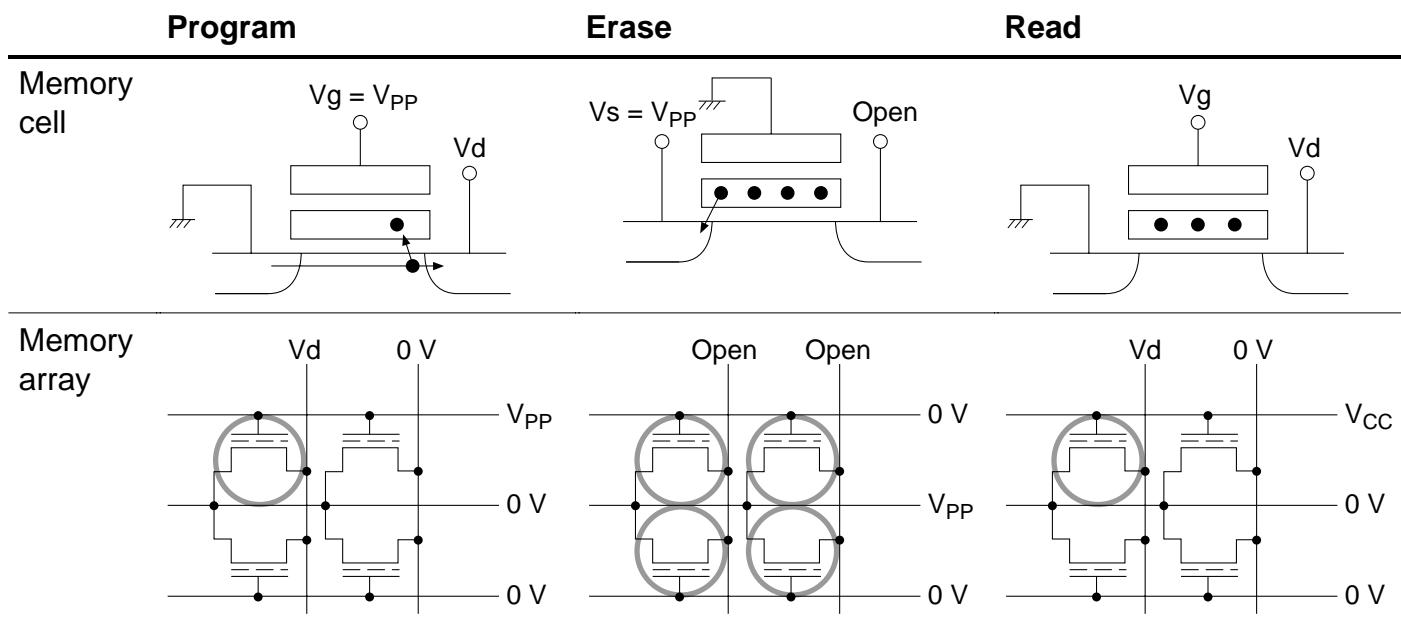 Program Erase Read
Memory
cell
Vg = VPP
Vd
Vs = VPP
Open
Vg
Vd
Memory
array
Vd 0 V
VPP
0 V
0 V
Open Open
0 V
VPP
0 V
Vd 0 V
VCC
0 V
0 V